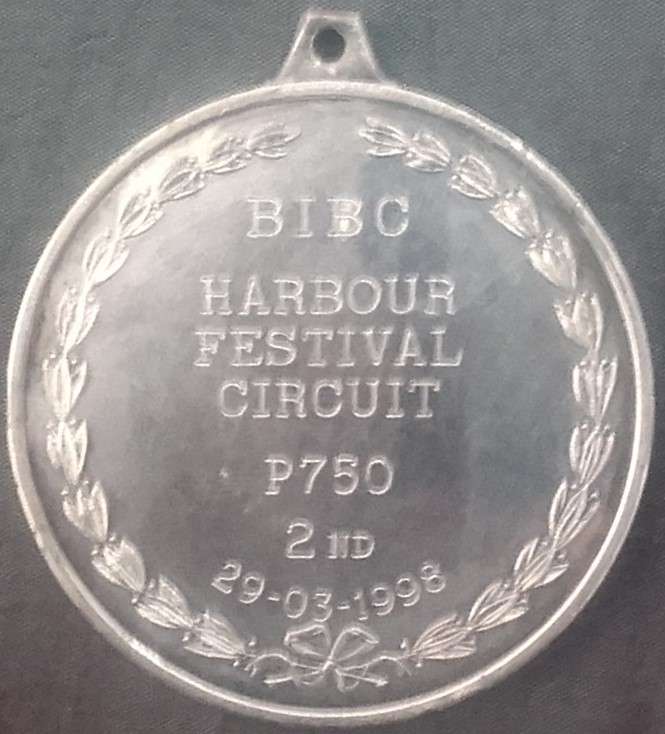 BIBC
HARBOUR
FESTIVAL
CIRCUIT
P750
2ND
29-03-1998